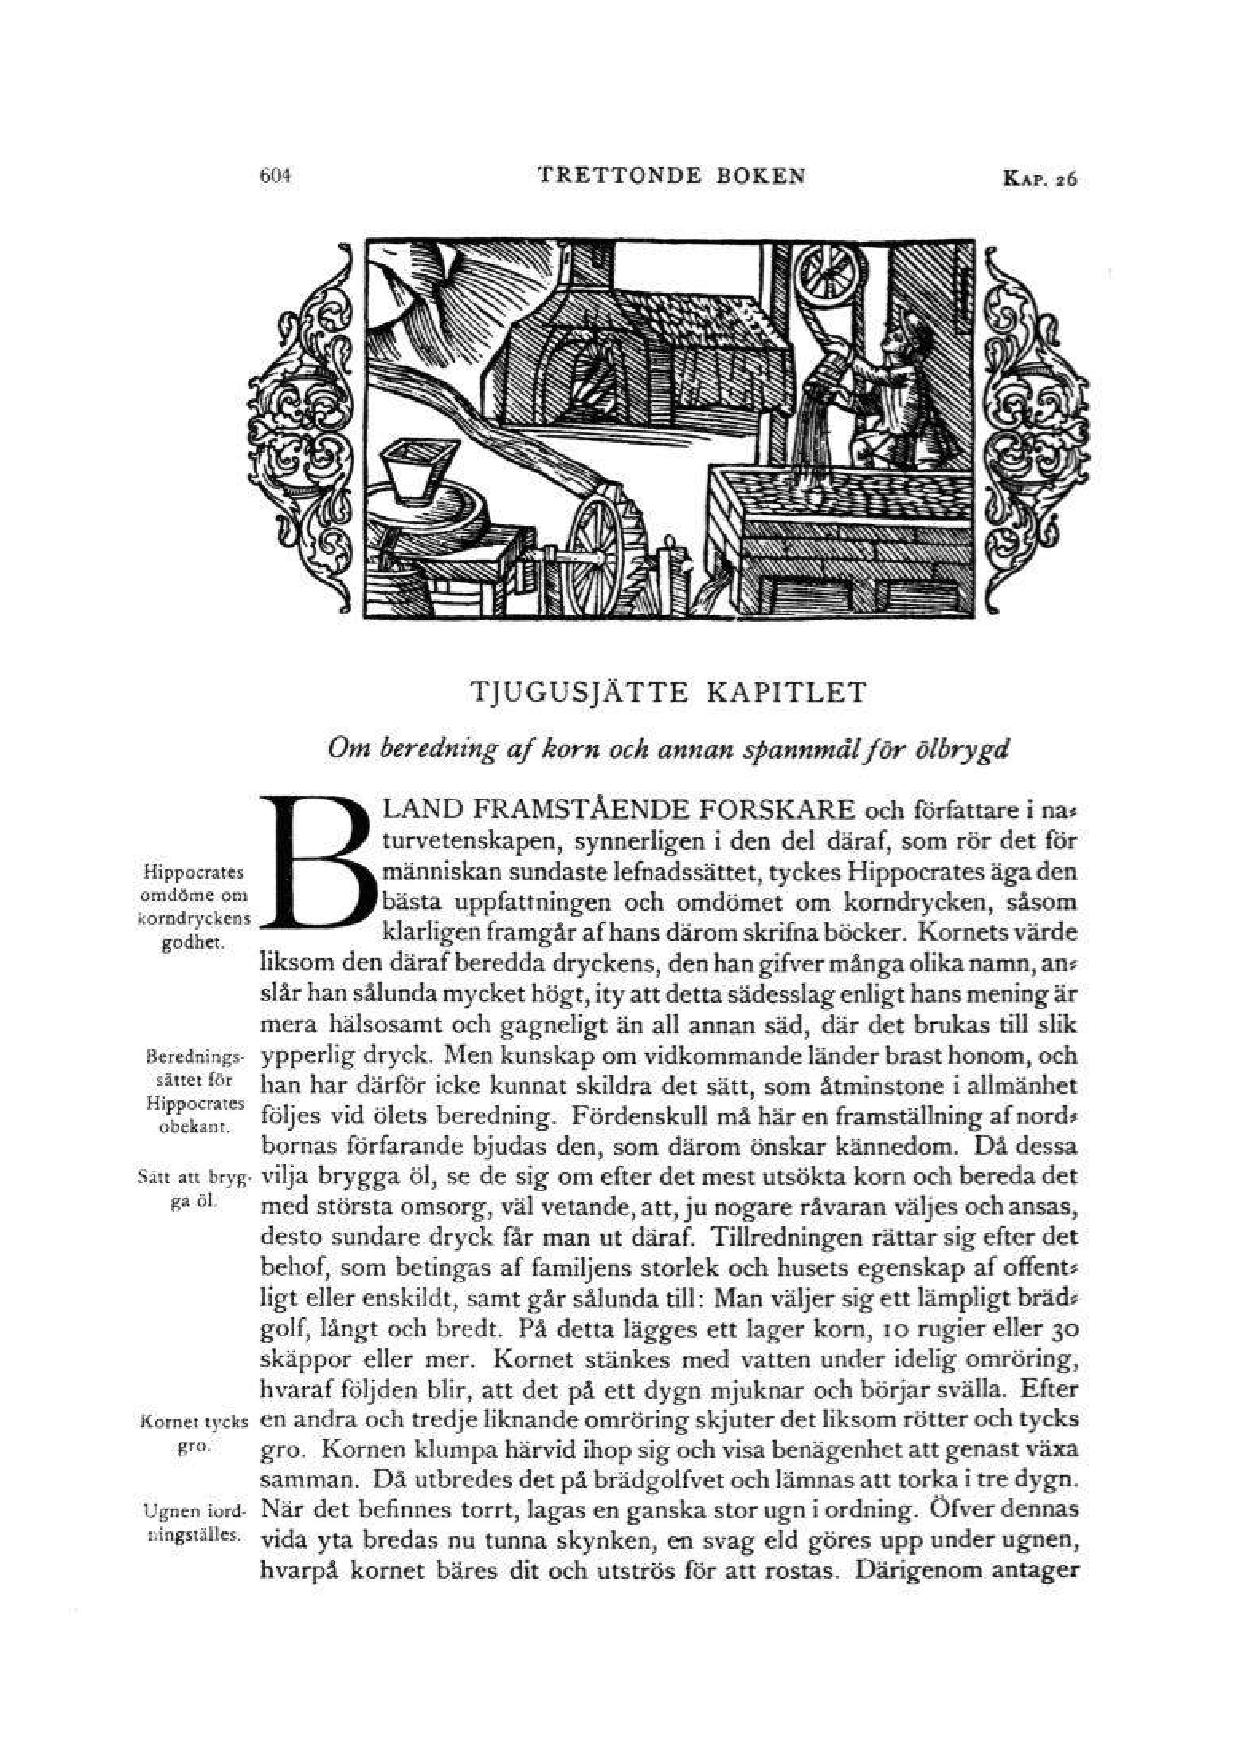 604
TRETTONDE BOKEN
KAP. 26
TJUGUSJÄTTE KAPITLET
Om beredning af korn och annan spannmål för ölbrygd
BLAND FRAMSTÅENDE FORSKARE och författare i na-
turvetenskapen, synnerligen i den del däraf, som rör det för
människan sundaste lefnadssättet, tyckes Hippocrates äga den
bästa uppfattningen och omdömet om korndrycken, såsom
klarligen framgår af hans därom skrifna böcker. Kornets värde
liksom den däraf beredda dryckens, den han gifver många olika namn, an-
slår han sålunda mycket högt, ity att detta sädesslag enligt hans mening är
mera hälsosamt och gagneligt än all annan säd, där det brukas till slik
ypperlig dryck. Men kunskap om vidkommande länder brast honom, och
han har därför icke kunnat skildra det sätt, som åtminstone i allmänhet
följes vid ölets beredning. Fördenskull må här en framställning af nord-
bornas förfarande bjudas den, som därom önskar kännedom. Då dessa
vilja brygga öl, se de sig om efter det mest utsökta korn och bereda det
med största omsorg, väl vetande, att, ju nogare råvaran väljes och ansas,
desto sundare dryck får man ut däraf. Tillredningen rättar sig efter det
behof, som betingas af familjens storlek och husets egenskap af offent-
ligt eller enskildt, samt går sålunda till: Man väljer sig ett lämpligt bräd-
golf, långt och bredt. På detta lägges ett lager korn, 10 rugier eller 30
skäppor eller mer. Kornet stänkes med vatten under idelig omröring,
hvaraf följden blir, att det på ett dygn mjuknar och börjar svälla. Efter
en andra och tredje liknande omröring skjuter det liksom rötter och tycks
gro. Kornen klumpa härvid ihop sig och visa benägenhet att genast växa
samman. Då utbredes det på brädgolfvet och lämnas att torka i tre dygn.
När det befinnes torrt, lagas en ganska stor ugn i ordning. Öfver dennas
vida yta bredas nu tunna skynken, en svag eld göres upp under ugnen,
hvarpå kornet bäres dit och utströs för att rostas. Därigenom antager
Hippocrates
omdöme om
korndryckens
godhet.
Berednings-
sättet för
Hippocrates
obekant.
Sätt att bryg-
ga öl.
Kornet tycks
gro.
Ugnen iord-
ningställes.